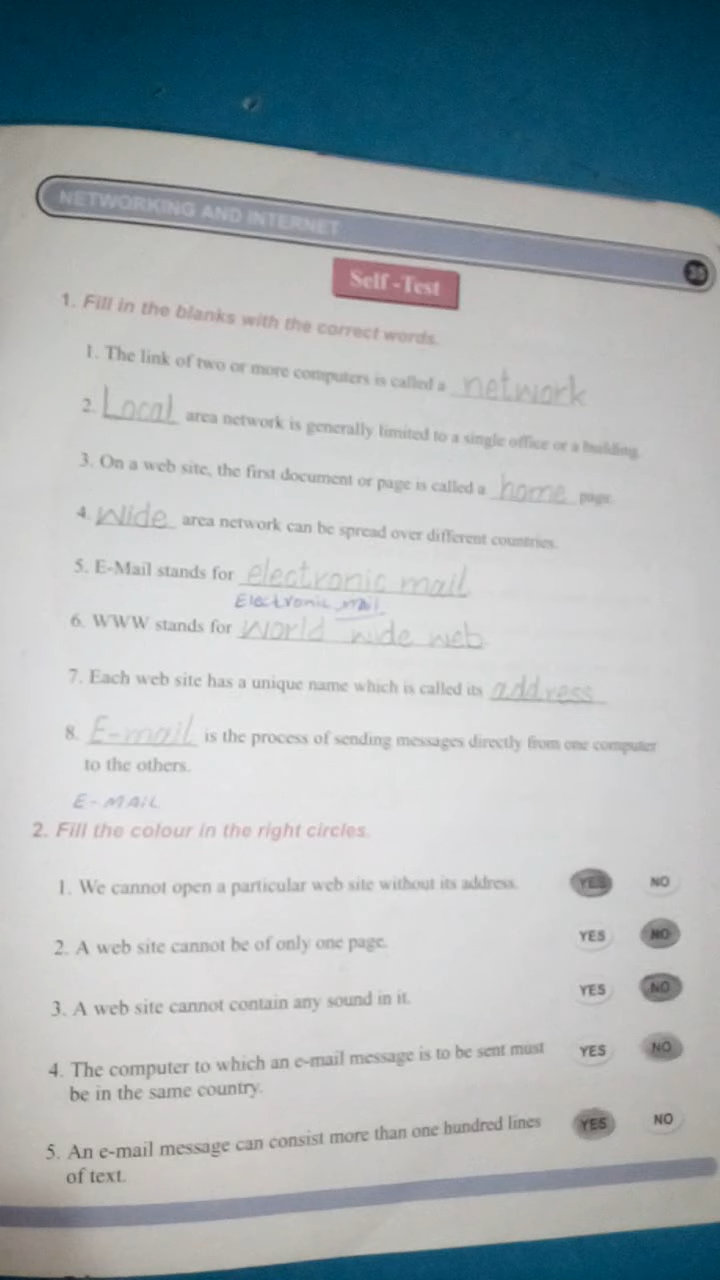 NETWORKING AND INTERNET
35
Self -Test
1. Fill in the blanks with the correct words.
1. The link of two or more computers is called a network
2. Local area network is generally limited to a single office or a building.
3. On a web site, the first document or page is called a home page.
4. Wide area network can be spread over different countries.
5. E-Mail stands for electronic mail
Electronic mail
6. WWW stands for world wide web
7. Each web site has a unique name which is called its address
8. E-mail is the process of sending messages directly from one computer
to the others.
E-MAIL
2. Fill the colour in the right circles.
1. We cannot open a particular web site without its address. YES NO
2. A web site cannot be of only one page. YES NO
3. A web site cannot contain any sound in it. YES NO
4. The computer to which an e-mail message is to be sent must YES NO
be in the same country.
5. An e-mail message can consist more than one hundred lines YES NO
of text.